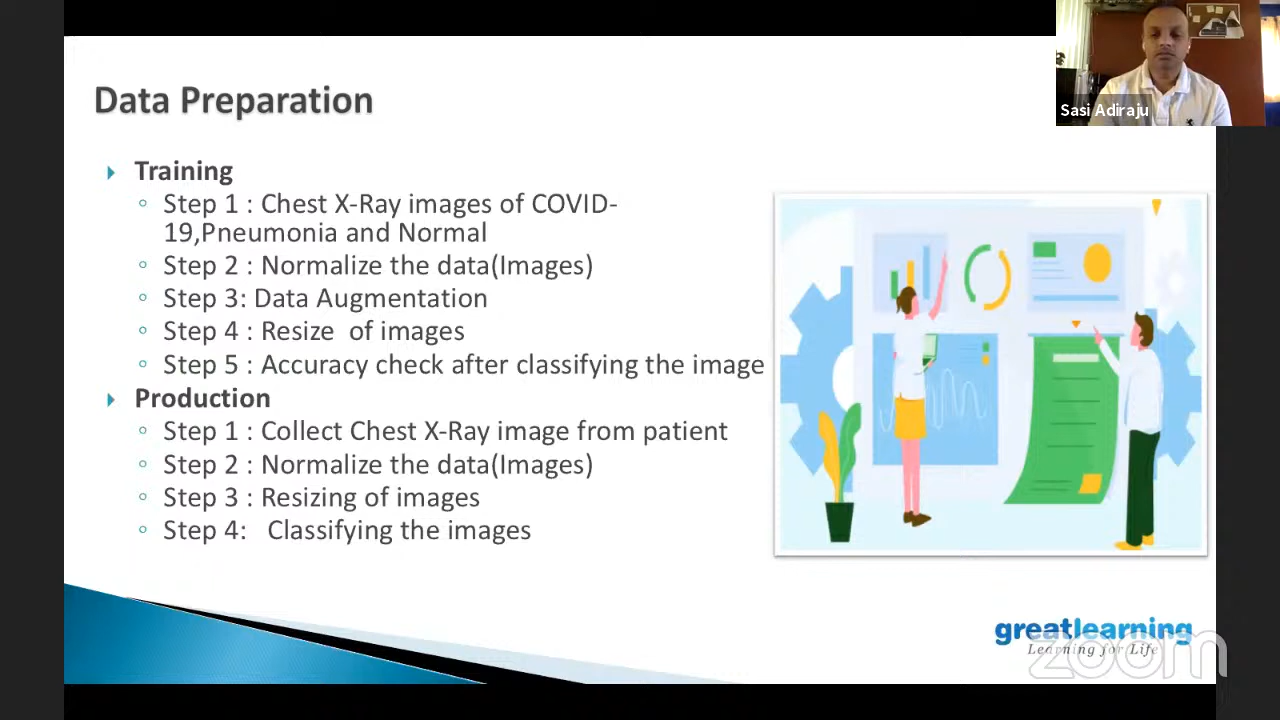 Sasi Adiraju
Data Preparation
Training
Step 1 : Chest X-Ray images of COVID-
19,Pneumonia and Normal
Step 2 : Normalize the data(Images)
Step 3: Data Augmentation
Step 4 : Resize  of images
Step 5 : Accuracy check after classifying the image
Production
Step 1 : Collect Chest X-Ray image from patient
Step 2 : Normalize the data(Images)
Step 3 : Resizing of images
Step 4:   Classifying the images
greatlearning
Learning for Life
zoom